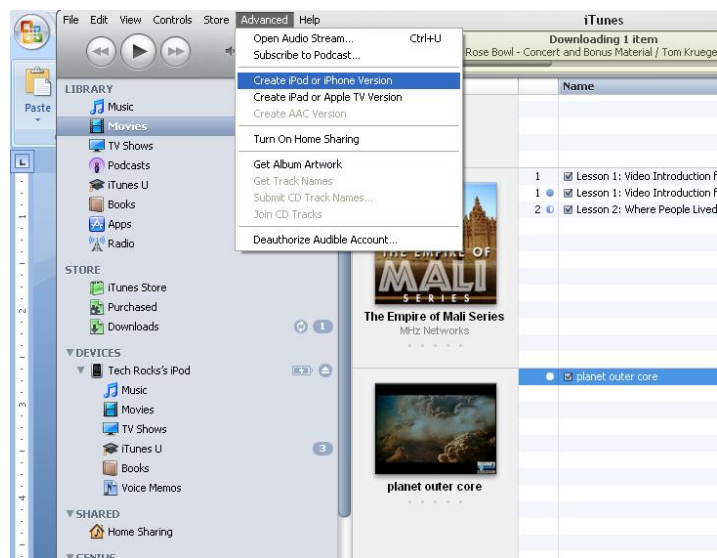 File Edit View Controls Store Advanced Help
iTunes
Downloading 1 item
Rose Bowl - Concert and Bonus Material / Tom Kruege
Open Audio Stream... Ctrl+U
Subscribe to Podcast...
Create iPod or iPhone Version
Create iPad or Apple TV Version
Create AAC Version
Turn On Home Sharing
Get Album Artwork
Get Track Names
Submit CD Track Names...
Join CD Tracks
Deauthorize Audible Account...
Paste
L
LIBRARY
Music
Movies
TV Shows
Podcasts
iTunes U
Books
Apps
Radio
STORE
iTunes Store
Purchased
Downloads 1
DEVICES
Tech Rocks's iPod
Music
Movies
TV Shows
iTunes U 3
Books
Voice Memos
SHARED
Home Sharing
GENIUS
Name
1 Lesson 1: Video Introduction f
1 Lesson 1: Video Introduction f
2 Lesson 2: Where People Lived
THE EMPIRE OF
MALI
SERIES
The Empire of Mali Series
MHz Networks
planet outer core
planet outer core